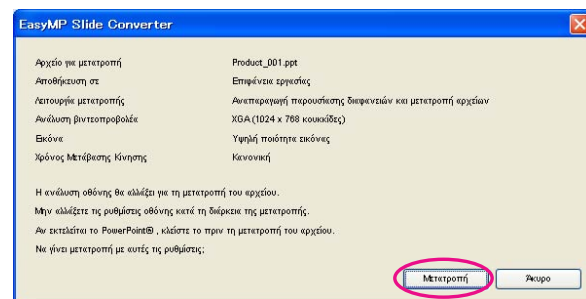 EasyMP Slide Converter
Αρχείο για μετατροπή Product_001.ppt
Αποθήκευση σε Επιφάνεια εργασίας
Λειτουργία μετατροπής Αναπαραγωγή παρουσίασης διαφανειών και μετατροπή αρχείων
Ανάλυση βιντεοπροβολέα XGA (1024 x 768 κουκκίδες)
Εικόνα Υψηλή ποιότητα εικόνας
Χρόνος Μετάβασης Κίνησης Κανονική
Η ανάλυση οθόνης θα αλλάξει για τη μετατροπή του αρχείου.
Μην αλλάξετε τις ρυθμίσεις οθόνης κατά τη διάρκεια της μετατροπής.
Αν εκτελείται το PowerPoint® , κλείστε το πριν τη μετατροπή του αρχείου.
Να γίνει μετατροπή με αυτές τις ρυθμίσεις;
Μετατροπή Άκυρο